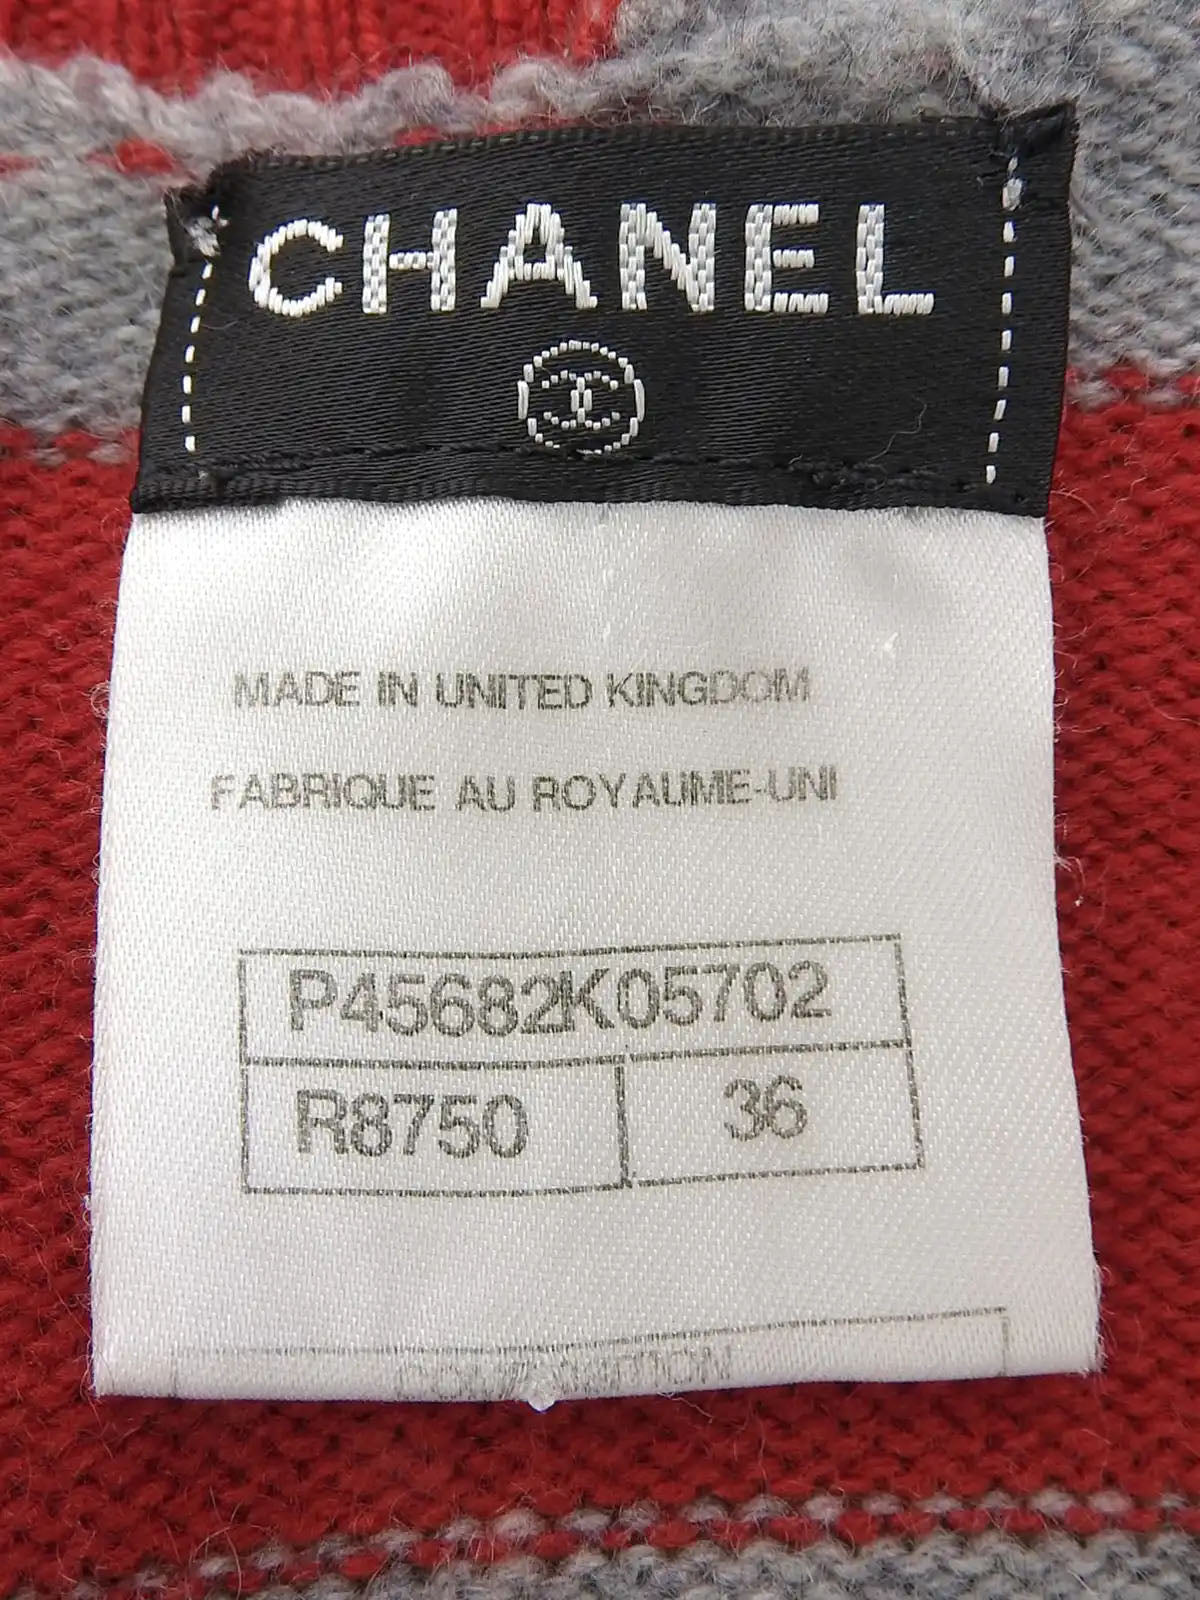 CHANEL
MADE IN UNITED KINGDOM
FABRIQUE AU ROYAUME-UNI
P45682K05702
R8750
36